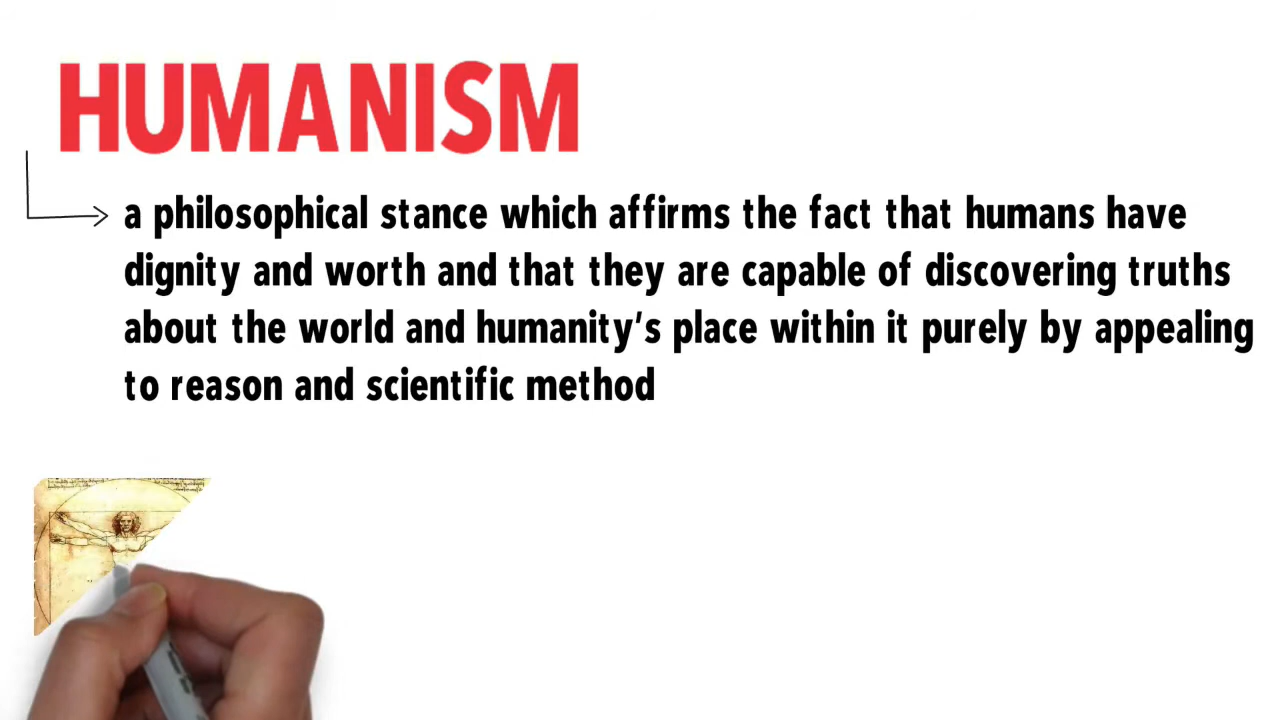 HUMANISM
a philosophical stance which affirms the fact that humans have
dignity and worth and that they are capable of discovering truths
about the world and humanity's place within it purely by appealing
to reason and scientific method